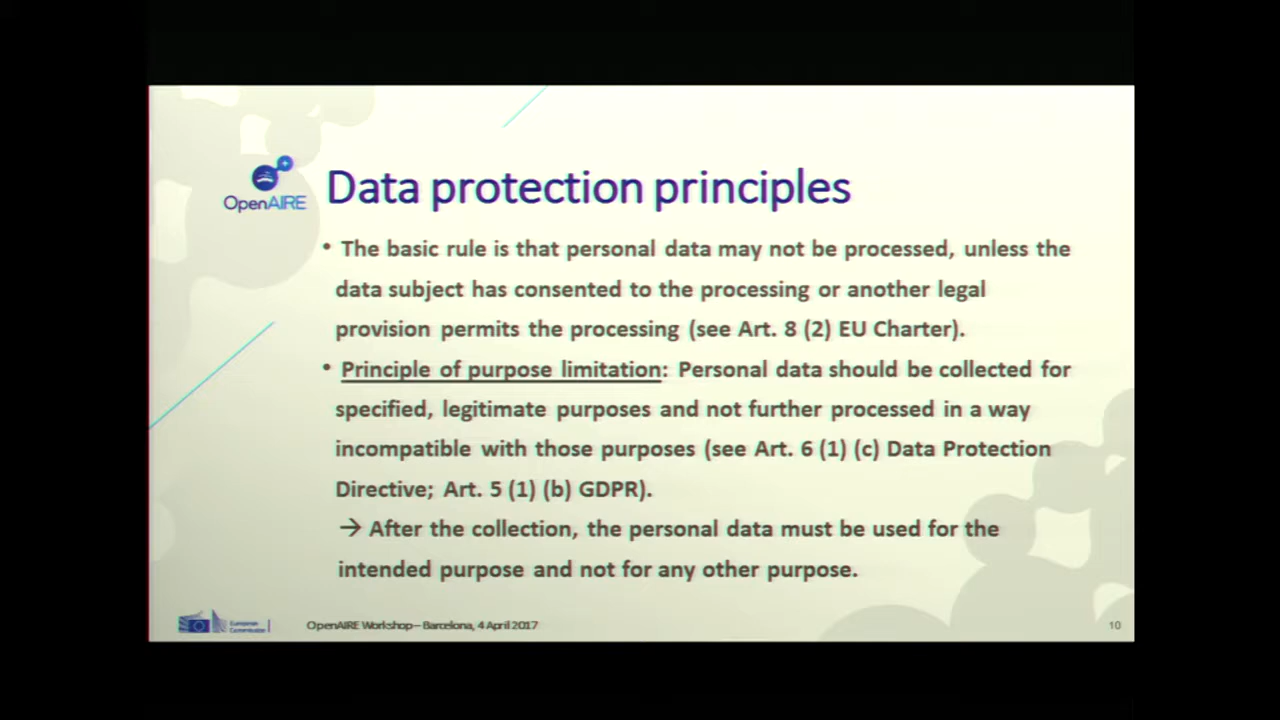 OpenAIRE
Data protection principles
• The basic rule is that personal data may not be processed, unless the
data subject has consented to the processing or another legal
provision permits the processing (see Art. 8 (2) EU Charter).
• Principle of purpose limitation: Personal data should be collected for
specified, legitimate purposes and not further processed in a way
incompatible with those purposes (see Art. 6 (1) (c) Data Protection
Directive; Art. 5 (1) (b) GDPR).
→ After the collection, the personal data must be used for the
intended purpose and not for any other purpose.
European
Commission
OpenAIRE Workshop – Barcelona, 4 April 2017
10